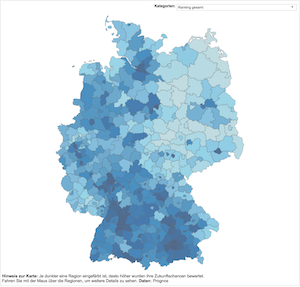 Kategorien: Ranking gesamt
Hinweis zur Karte: Je dunkler eine Region eingefärbt ist, desto höher wurden ihre Zukunftschancen bewertet.
Fahren Sie mit der Maus über die Regionen, um weitere Details zu sehen. Daten: Prognos